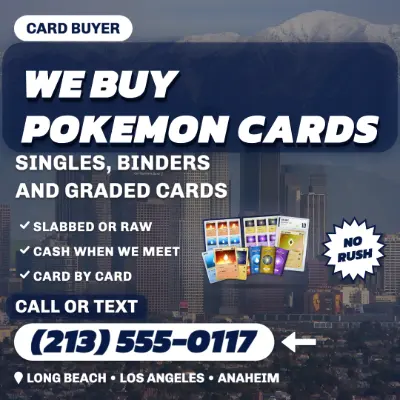 CARD BUYER
WE BUY
POKEMON CARDS
SINGLES, BINDERS
AND GRADED CARDS
✓ SLABBED OR RAW
✓ CASH WHEN WE MEET
✓ CARD BY CARD
NO
RUSH
CALL OR TEXT
(213) 555-0117
LONG BEACH • LOS ANGELES • ANAHEIM